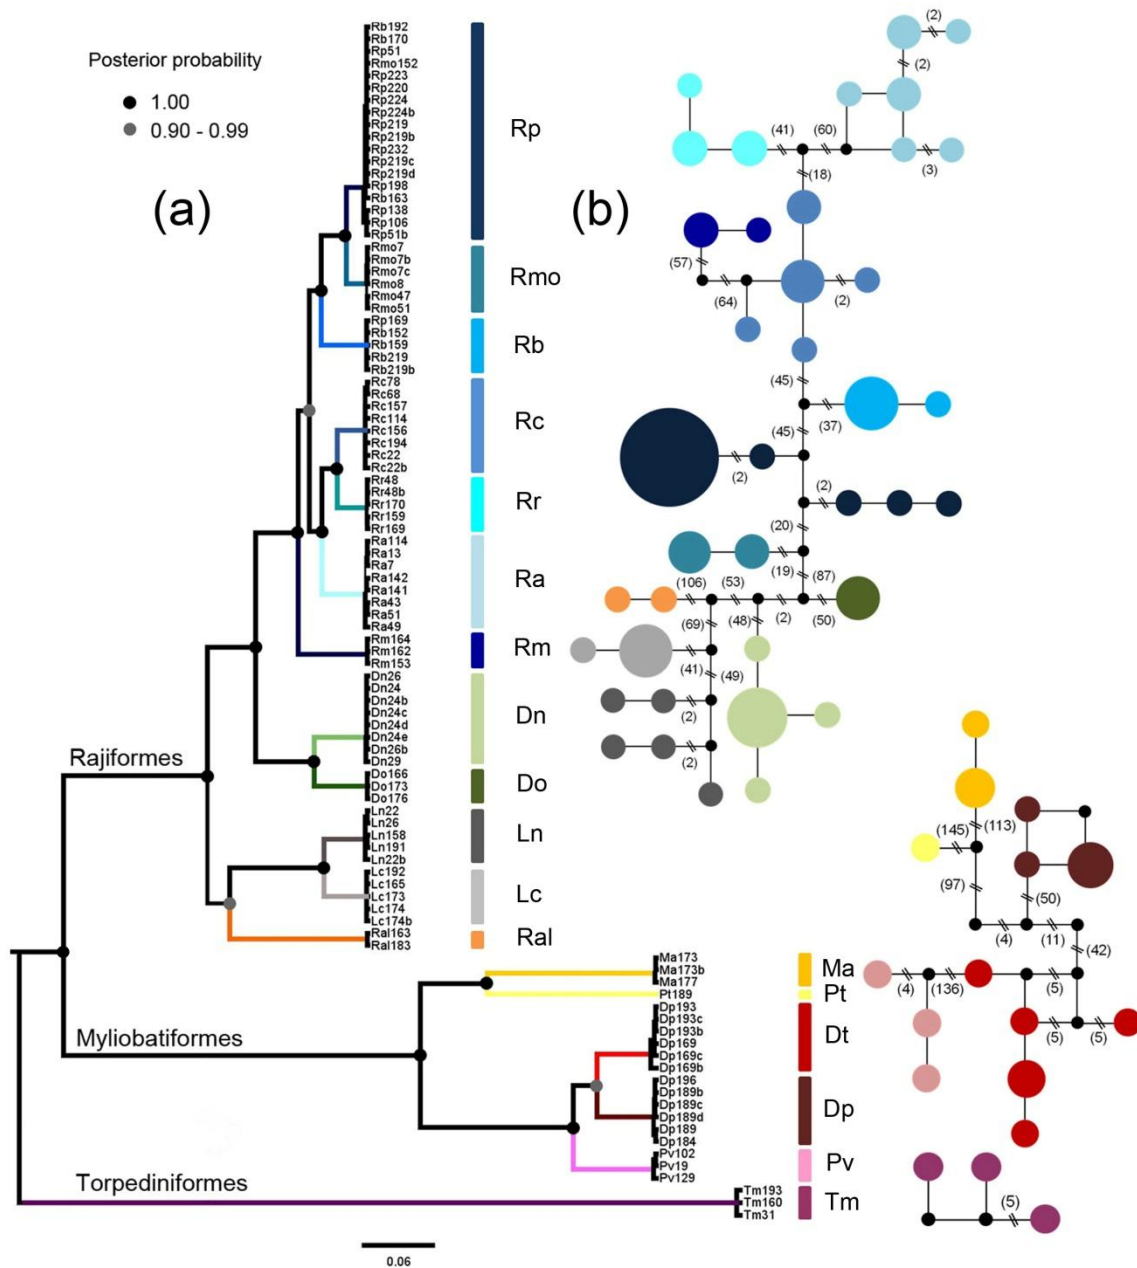 Posterior probability
1.00
0.90 - 0.99
(a)
Rb192
Rb170
Rp51
Rmo152
Rp223
Rp220
Rp224
Rp224b
Rp219
Rp219b
Rp232
Rp219c
Rp219d
Rp198
Rb163
Rp138
Rp106
Rp51b
Rmo7
Rmo7b
Rmo7c
Rmo8
Rmo47
Rmo51
Rp169
Rb152
Rb159
Rb219
Rb219b
Rc78
Rc68
Rc157
Rc114
Rc156
Rc194
Rc22
Rc22b
Rr48
Rr48b
Rr170
Rr159
Rr169
Ra114
Ra13
Ra7
Ra142
Ra141
Ra43
Ra51
Ra49
Rm164
Rm162
Rm153
Dn26
Dn24
Dn24b
Dn24c
Dn24d
Dn24e
Dn26b
Dn29
Do166
Do173
Do176
Ln22
Ln26
Ln158
Ln191
Ln22b
Lc192
Lc165
Lc173
Lc174
Lc174b
Ral163
Ral183
Ma173
Ma173b
Ma177
Pt189
Dp193
Dp193c
Dp193b
Dp169
Dp169c
Dp169b
Dp196
Dp189b
Dp189c
Dp189d
Dp189
Dp184
Pv102
Pv19
Pv129
Tm193
Tm160
Tm31
Rajiformes
Myliobatiformes
Torpediniformes
0.06
Rp
Rmo
Rb
Rc
Rr
Ra
Rm
Dn
Do
Ln
Lc
Ral
Ma
Pt
Dt
Dp
Pv
Tm
(b)
(2)
(2)
(41) (60)
(3)
(18)
(57)
(64) (2)
(45)
(37)
(45)
(2)
(2)
(20)
(19)
(106) (53) (87)
(48) (2) (50)
(69)
(41) (49)
(2)
(2)
(145) (113)
(97) (50)
(4) (11)
(42)
(4) (136) (5)
(5) (5)
(5)